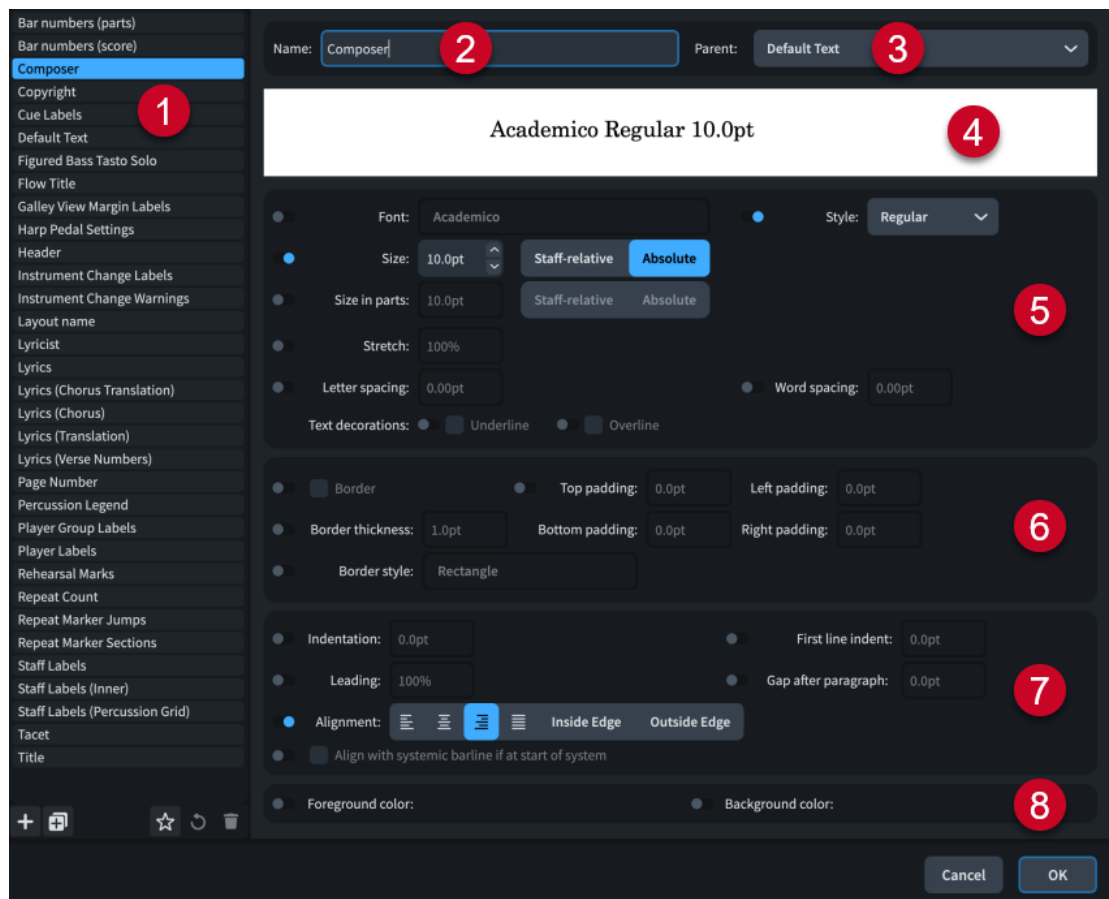 Bar numbers (parts)
Bar numbers (score)
Composer
Copyright
Cue Labels
Default Text
Figured Bass Tasto Solo
Flow Title
Galley View Margin Labels
Harp Pedal Settings
Header
Instrument Change Labels
Instrument Change Warnings
Layout name
Lyricist
Lyrics
Lyrics (Chorus Translation)
Lyrics (Chorus)
Lyrics (Translation)
Lyrics (Verse Numbers)
Page Number
Percussion Legend
Player Group Labels
Player Labels
Rehearsal Marks
Repeat Count
Repeat Marker Jumps
Repeat Marker Sections
Staff Labels
Staff Labels (Inner)
Staff Labels (Percussion Grid)
Tacet
Title
1
Name: Composer 2 Parent: Default Text 3
Academico Regular 10.0pt 4
Font: Academico Style: Regular
Size: 10.0pt Staff-relative Absolute
Size in parts: 10.0pt Staff-relative Absolute 5
Stretch: 100%
Letter spacing: 0.00pt Word spacing: 0.00pt
Text decorations: Underline Overline
Border Top padding: 0.0pt Left padding: 0.0pt
Border thickness: 1.0pt Bottom padding: 0.0pt Right padding: 0.0pt 6
Border style: Rectangle
Indentation: 0.0pt First line indent: 0.0pt
Leading: 100% Gap after paragraph: 0.0pt 7
Alignment: Inside Edge Outside Edge
Align with systemic barline if at start of system
Foreground color: Background color: 8
Cancel OK